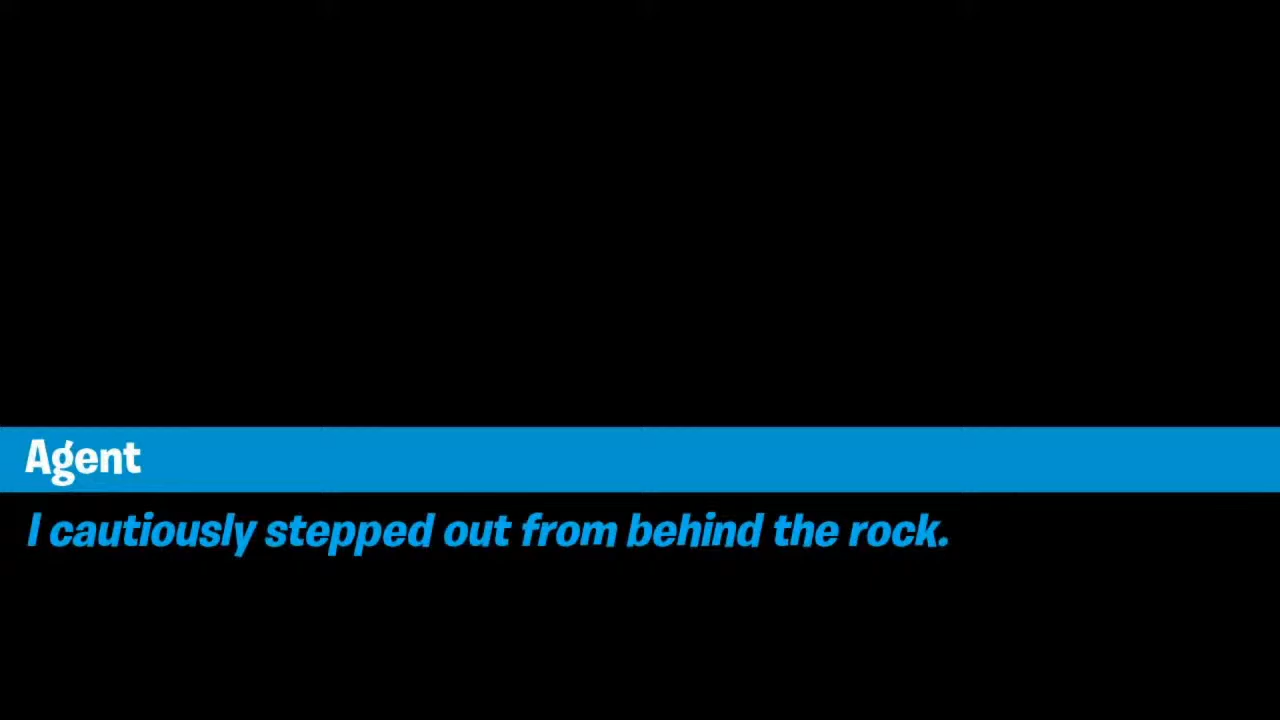 Agent
I cautiously stepped out from behind the rock.